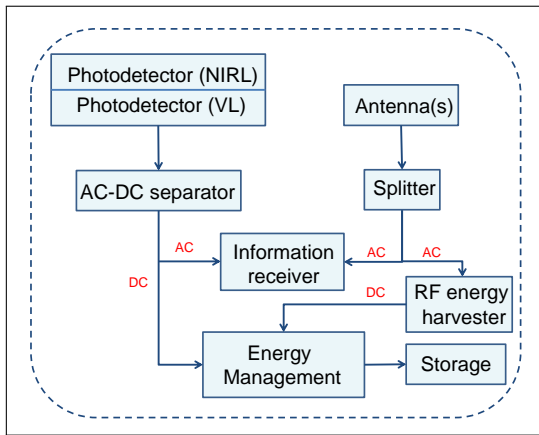 Photodetector (NIRL)
Photodetector (VL)
Antenna(s)
AC-DC separator
Splitter
AC
Information
receiver
AC
AC
DC
DC
RF energy
harvester
Energy
Management
Storage